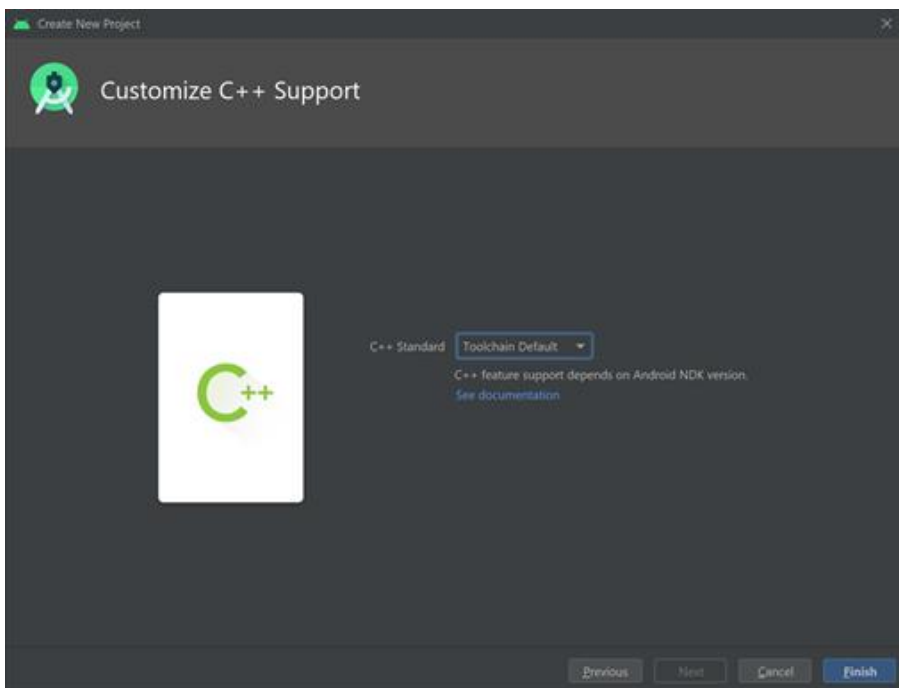 Create New Project
Customize C++ Support
C++
C++ Standard Toolchain Default
C++ feature support depends on Android NDK version.
See documentation
Previous Next Cancel Finish